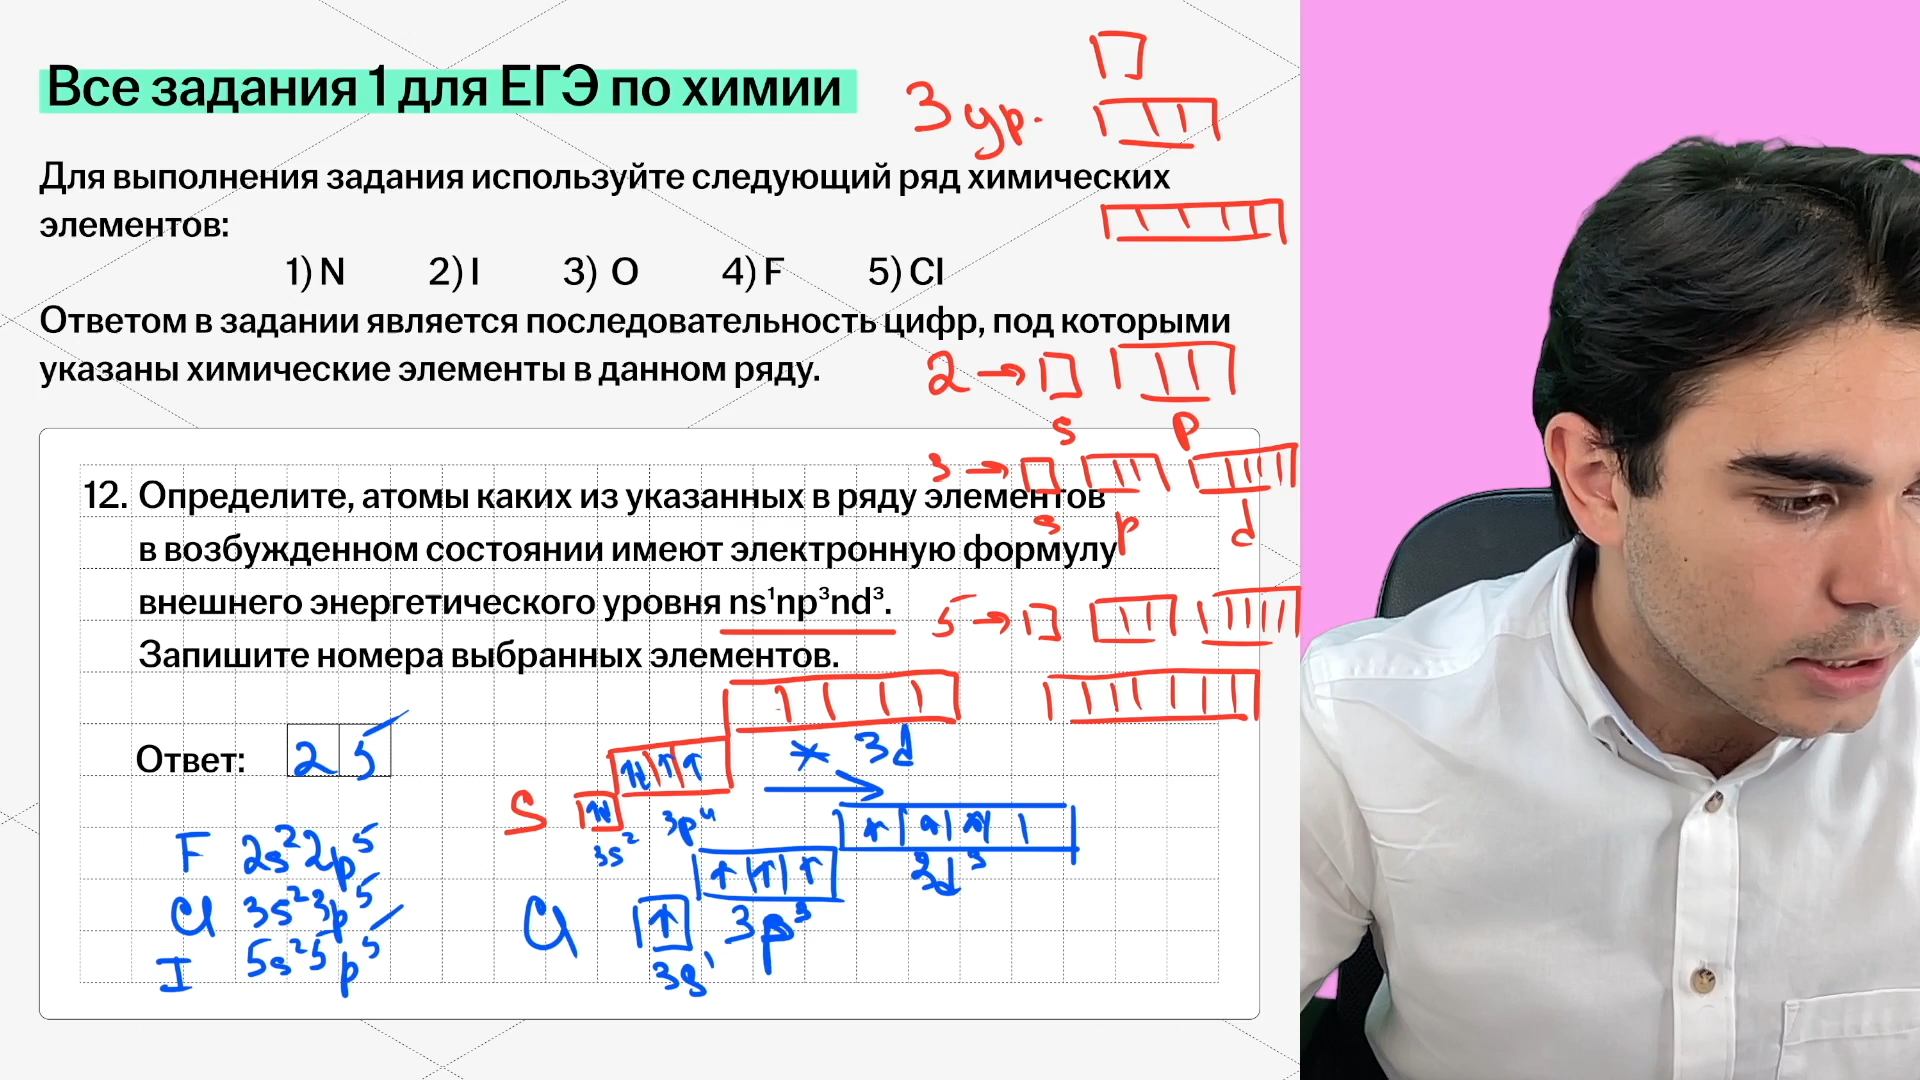 Все задания 1 для ЕГЭ по химии
3 ур.
Для выполнения задания используйте следующий ряд химических
элементов:
1) N 2) I 3) O 4) F 5) Cl
Ответом в задании является последовательность цифр, под которыми
указаны химические элементы в данном ряду.
2 →
s p
3 →
s p d
12. Определите, атомы каких из указанных в ряду элементов
в возбужденном состоянии имеют электронную формулу
внешнего энергетического уровня ns¹np³nd³.
5 →
Запишите номера выбранных элементов.
Ответ: 2 5
* 3d
S
3s² 3p⁴
F 2s²2p⁵
3d³
Cl 3s²3p⁵
Cl 3p³
I 5s²5p⁵
3s¹